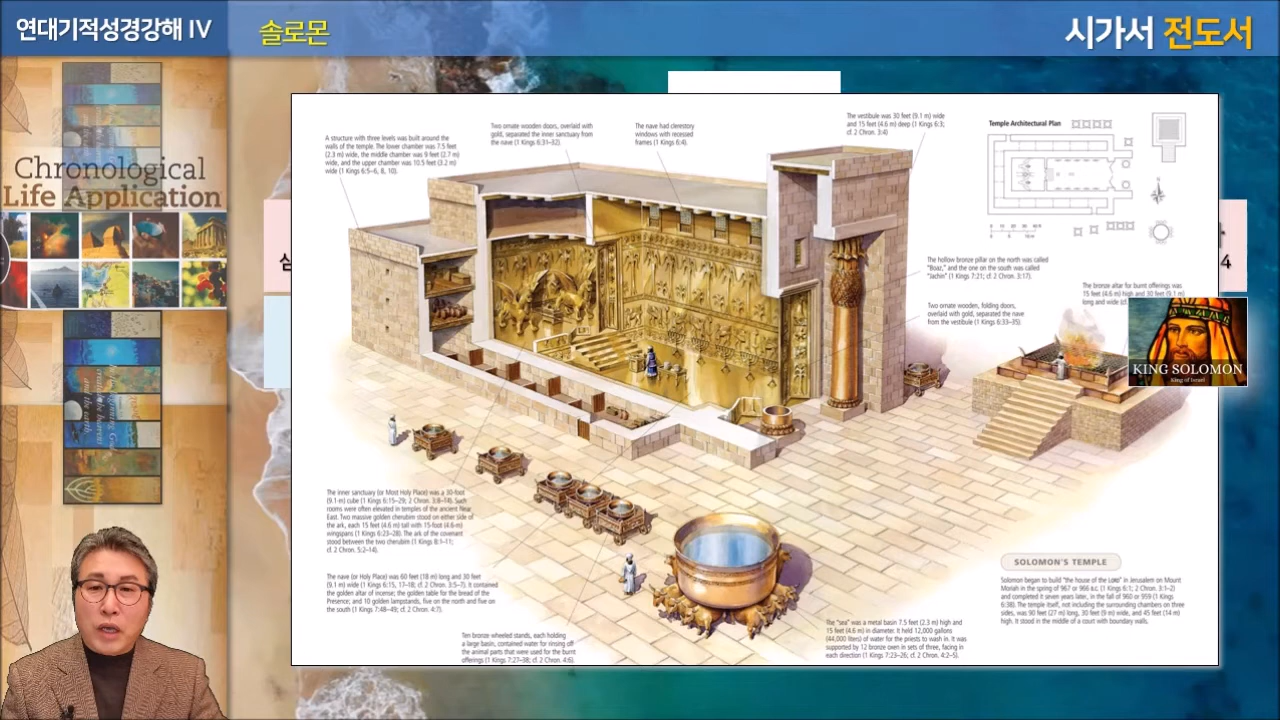 연대기적성경강해 IV
솔로몬
시가서 전도서
Chronological
Life Application
A structure with three levels was built around the
walls of the temple. The lower chamber was 7.5 feet
(2.3 m) wide, the middle chamber was 9 feet (2.7 m)
wide, and the upper chamber was 10.5 feet (3.2 m)
wide (1 Kings 6:5–6, 8, 10).
Two ornate wooden doors, overlaid with
gold, separated the inner sanctuary from
the nave (1 Kings 6:31–32).
The nave had clerestory
windows with recessed
frames (1 Kings 6:4).
The vestibule was 30 feet (9.1 m) wide
and 15 feet (4.6 m) deep (1 Kings 6:3;
cf. 2 Chron. 3:4)
Temple Architectural Plan
The hollow bronze pillar on the north was called
"Boaz," and the one on the south was called
"Jachin" (1 Kings 7:21; cf. 2 Chron. 3:17).
The bronze altar for burnt offerings was
15 feet (4.6 m) high and 30 feet (9.1 m)
long and wide (cf.
Two ornate wooden, folding doors,
overlaid with gold, separated the nave
from the vestibule (1 Kings 6:33–35).
4
KING SOLOMON
King of Israel
The inner sanctuary (or Most Holy Place) was a 30-foot
(9.1-m) cube (1 Kings 6:15–29; 2 Chron. 3:8–14). Such
rooms were often elevated in temples of the ancient Near
East. Two massive golden cherubim stood on either side of
the ark, each 15 feet (4.6 m) tall with 15-foot (4.6-m)
wingspans (1 Kings 6:23–28). The ark of the covenant
stood between the two cherubim (1 Kings 8:1–11;
cf. 2 Chron. 5:2–14).
The nave (or Holy Place) was 60 feet (18 m) long and 30 feet
(9.1 m) wide (1 Kings 6:15, 17–18; cf. 2 Chron. 3:5–7). It contained
the golden altar of incense; the golden table for the bread of the
Presence; and 10 golden lampstands, five on the north and five on
the south (1 Kings 7:48–49; cf. 2 Chron. 4:7).
Ten bronze wheeled stands, each holding
a large basin, contained water for rinsing off
the animal parts that were used for the burnt
offerings (1 Kings 7:27–38; cf. 2 Chron. 4:6).
The "sea" was a metal basin 7.5 feet (2.3 m) high and
15 feet (4.6 m) in diameter. It held 12,000 gallons
(44,000 liters) of water for the priests to wash in. It was
supported by 12 bronze oxen in sets of three, facing in
each direction (1 Kings 7:23–26; cf. 2 Chron. 4:2–5).
SOLOMON'S TEMPLE
Solomon began to build "the house of the LORD" in Jerusalem on Mount
Moriah in the spring of 967 or 966 B.C. (1 Kings 6:1; 2 Chron. 3:1–2)
and completed it seven years later, in the fall of 960 or 959 (1 Kings
6:38). The temple itself, not including the surrounding chambers on three
sides, was 90 feet (27 m) long, 30 feet (9 m) wide, and 45 feet (14 m)
high. It stood in the middle of a court with boundary walls.